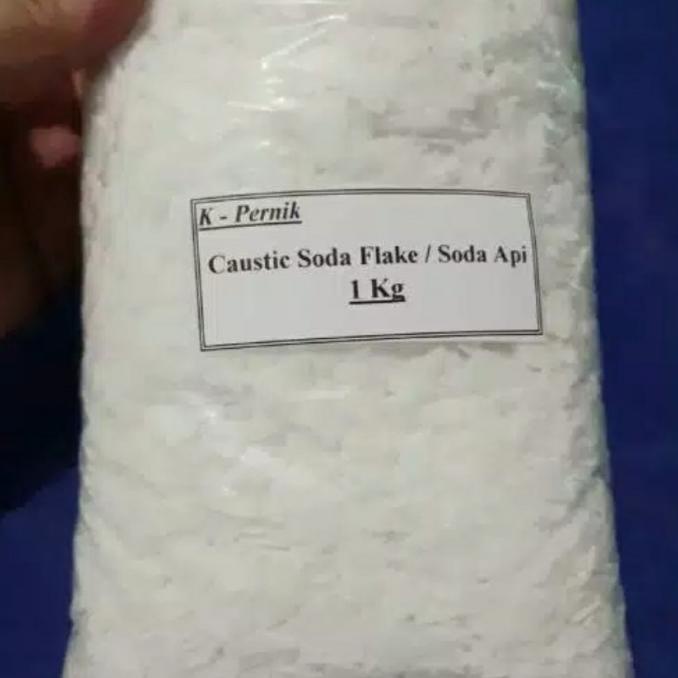 K - Pernik
Caustic Soda Flake / Soda Api
1 Kg